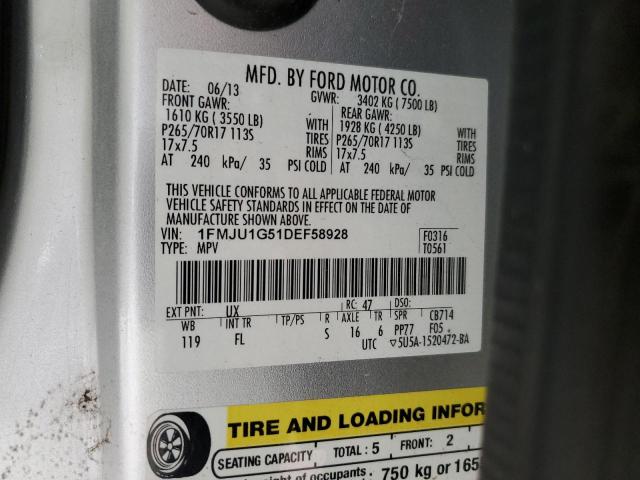 MFD. BY FORD MOTOR CO.
DATE: 06/13 GVWR: 3402 KG ( 7500 LB)
FRONT GAWR: REAR GAWR:
1610 KG ( 3550 LB) WITH 1928 KG ( 4250 LB) WITH
P265/70R17 113S TIRES P265/70R17 113S TIRES
17x7.5 RIMS 17x7.5 RIMS
AT 240 kPa/ 35 PSI COLD AT 240 kPa/ 35 PSI COLD
THIS VEHICLE CONFORMS TO ALL APPLICABLE FEDERAL MOTOR
VEHICLE SAFETY STANDARDS IN EFFECT ON THE DATE OF
MANUFACTURE SHOWN ABOVE.
VIN: 1FMJU1G51DEF58928 F0316
TYPE: MPV T0561
EXT PNT: UX RC: 47 DSO:
WB INT TR TP/PS R AXLE TR SPR CB714
119 FL S 16 6 PP77 F05
UTC ▽5U5A-1520472-BA
TIRE AND LOADING INFOR
SEATING CAPACITY TOTAL : 5 FRONT: 2
ght of occupants 750 kg or 165